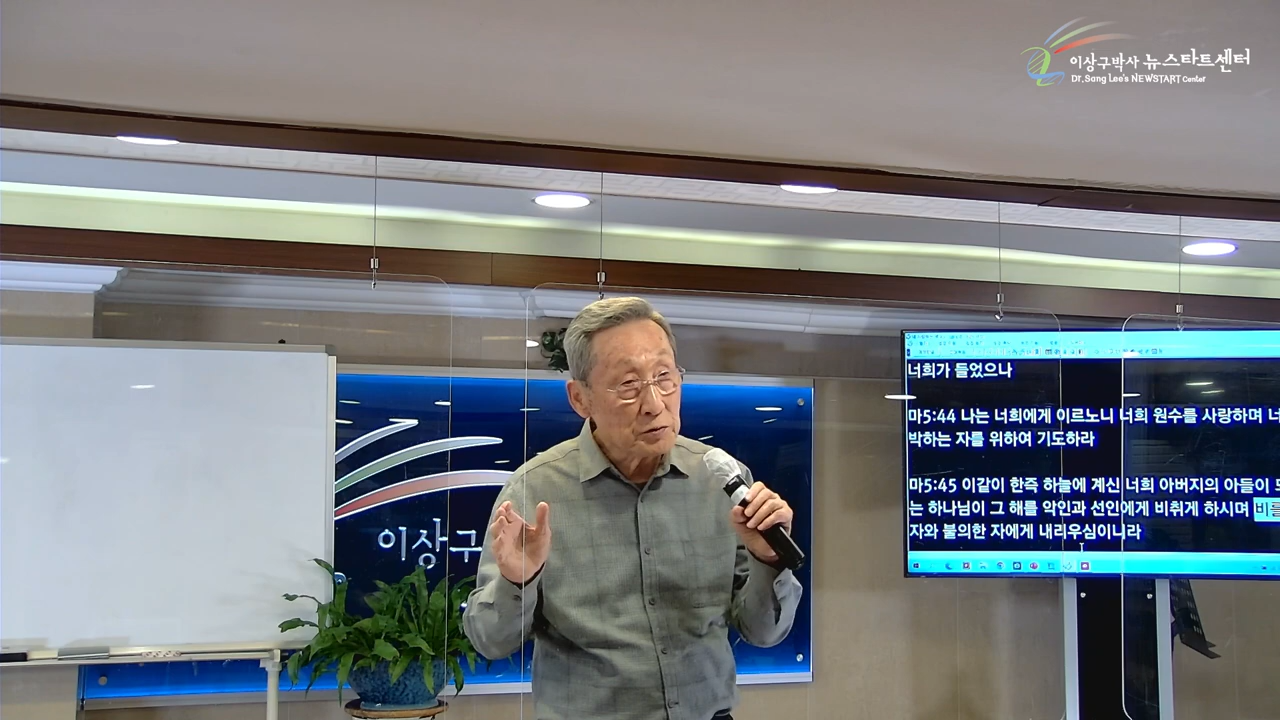 이상구박사 뉴스타트센터
Dr. Sang Lee's NEWSTART Center
이상구
너희가 들었으나
마5:44 나는 너희에게 이르노니 너희 원수를 사랑하며 너
박하는 자를 위하여 기도하라
마5:45 이같이 한즉 하늘에 계신 너희 아버지의 아들이
는 하나님이 그 해를 악인과 선인에게 비취게 하시며 비를
자와 불의한 자에게 내리우심이니라